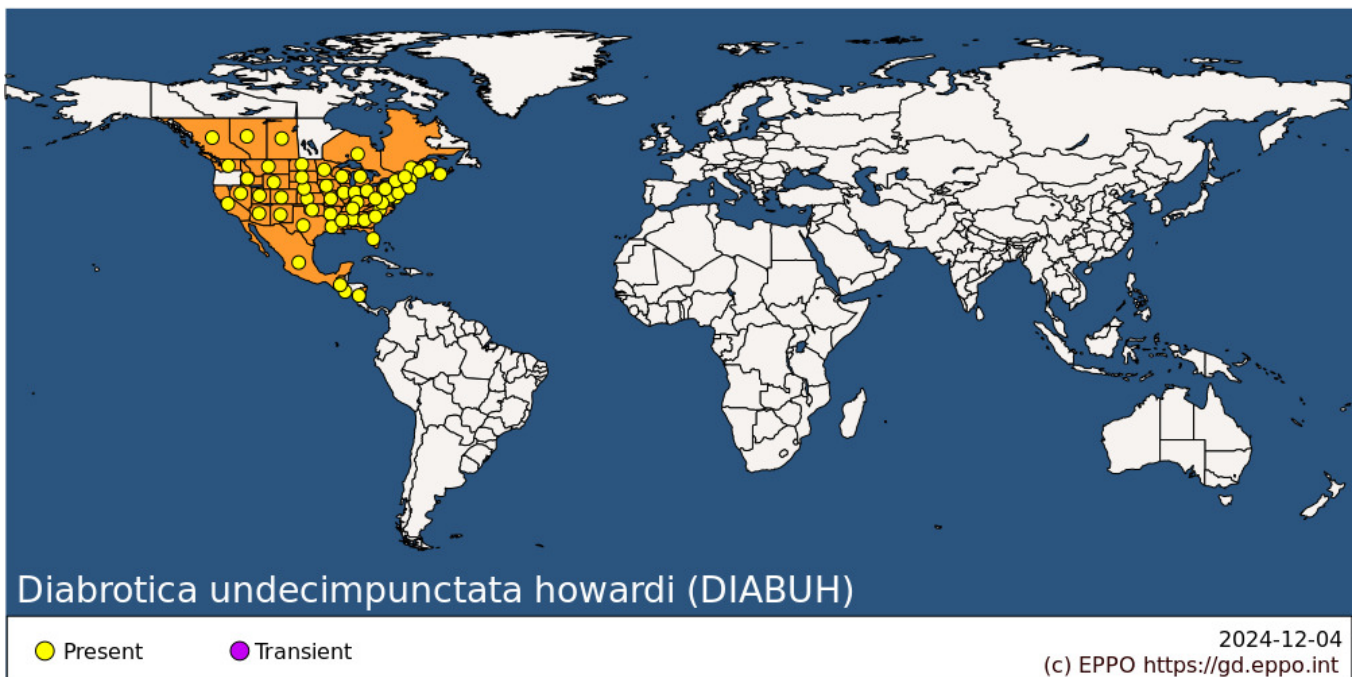 Diabrotica undecimpunctata howardi (DIABUH)
Present
Transient
2024-12-04
(c) EPPO https://gd.eppo.int